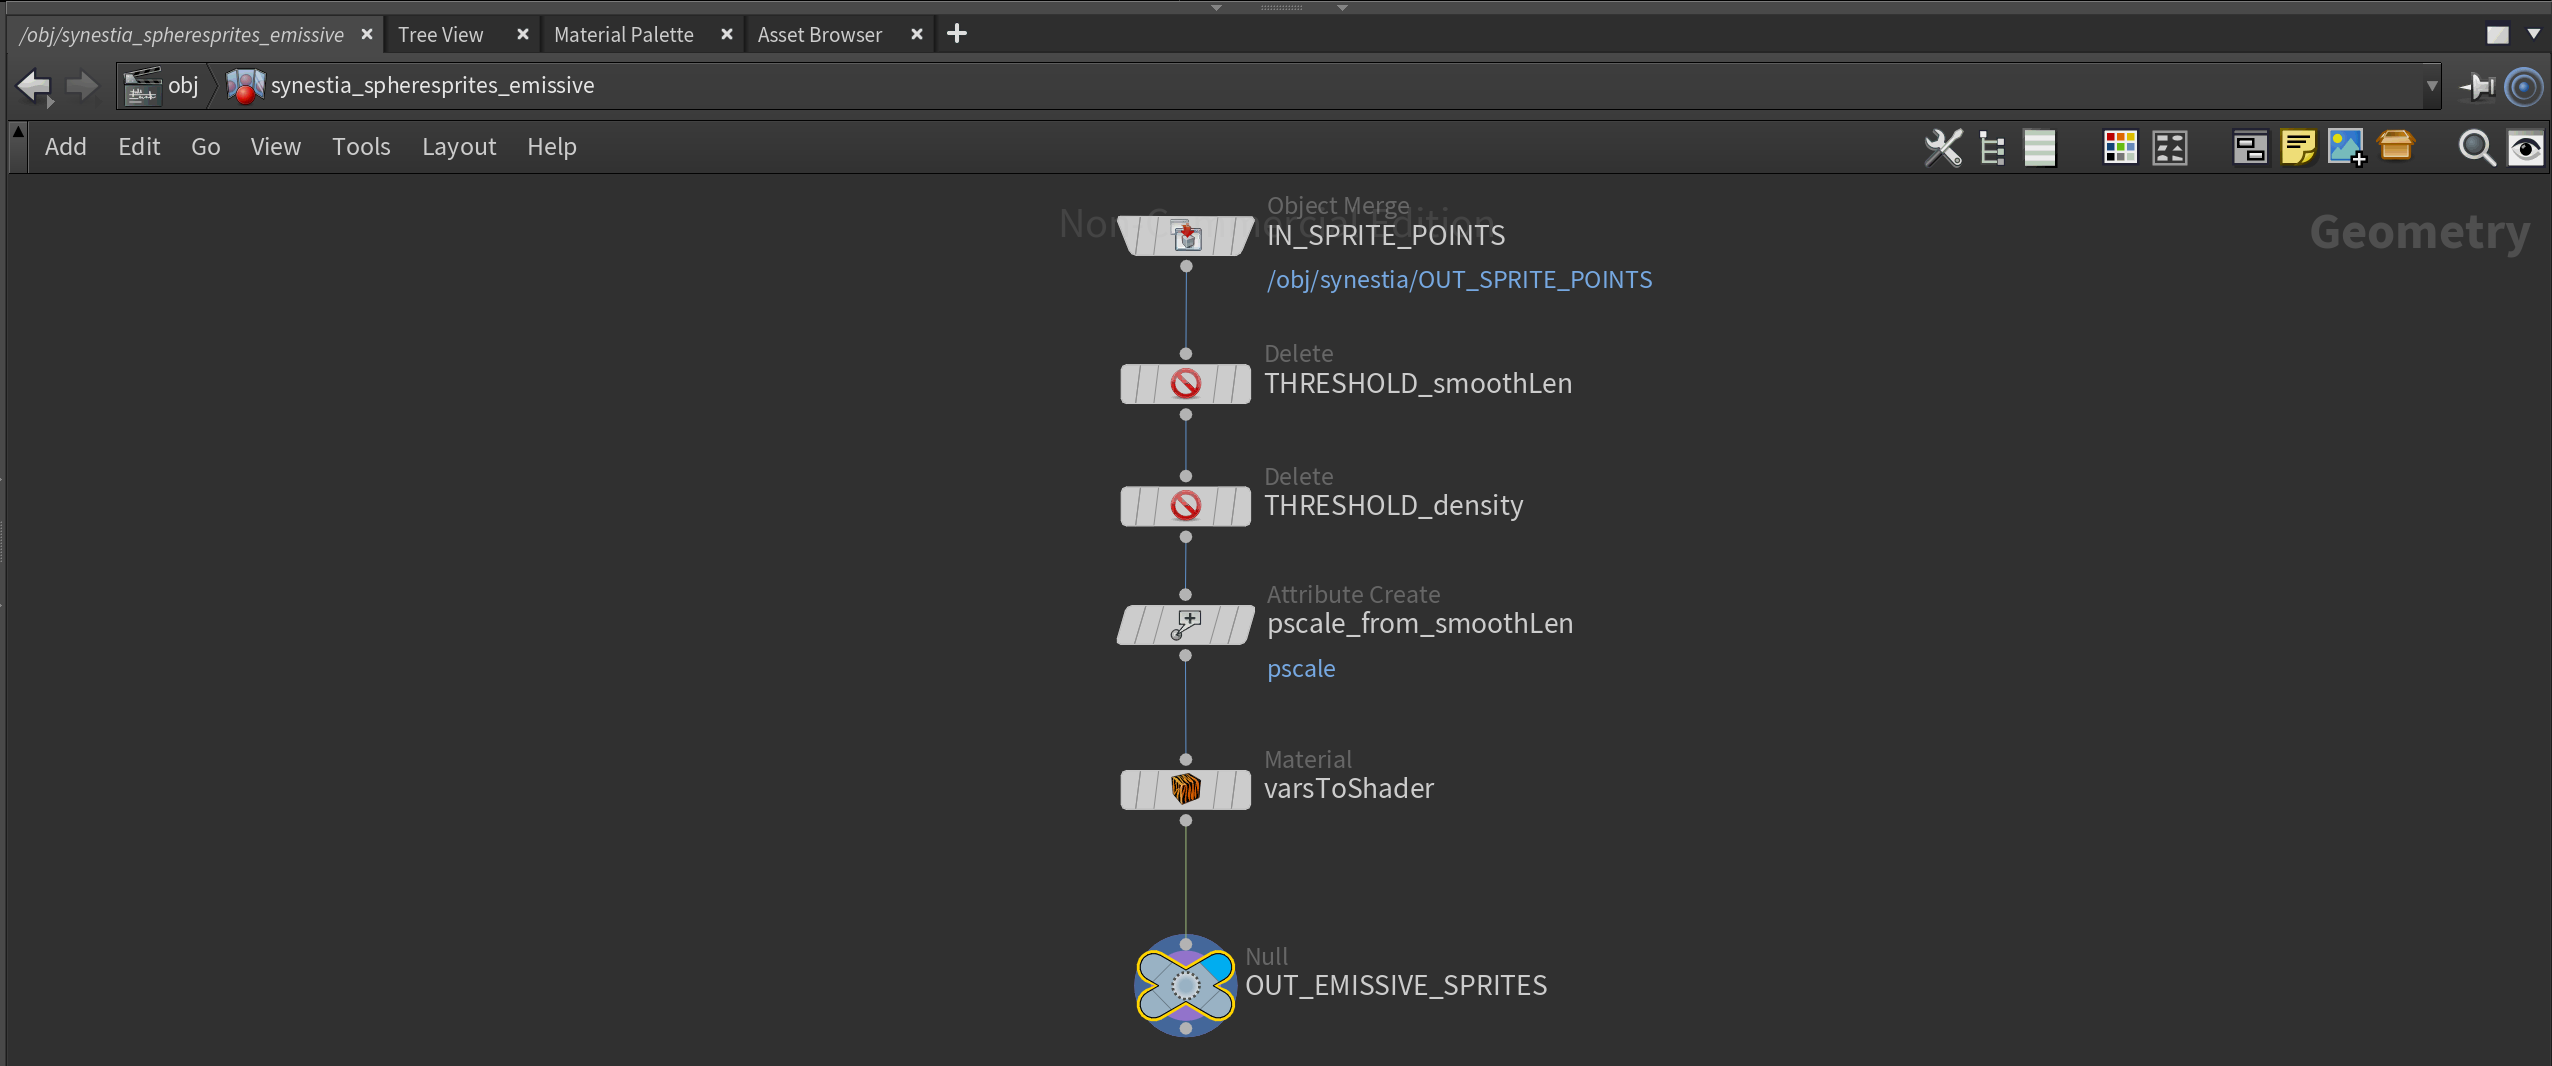 /obj/synestia_spheresprites_emissive Tree View Material Palette Asset Browser
obj synestia_spheresprites_emissive
Add Edit Go View Tools Layout Help
Non-Commercial Edition
Geometry
Object Merge
IN_SPRITE_POINTS
/obj/synestia/OUT_SPRITE_POINTS
Delete
THRESHOLD_smoothLen
Delete
THRESHOLD_density
Attribute Create
pscale_from_smoothLen
pscale
Material
varsToShader
Null
OUT_EMISSIVE_SPRITES